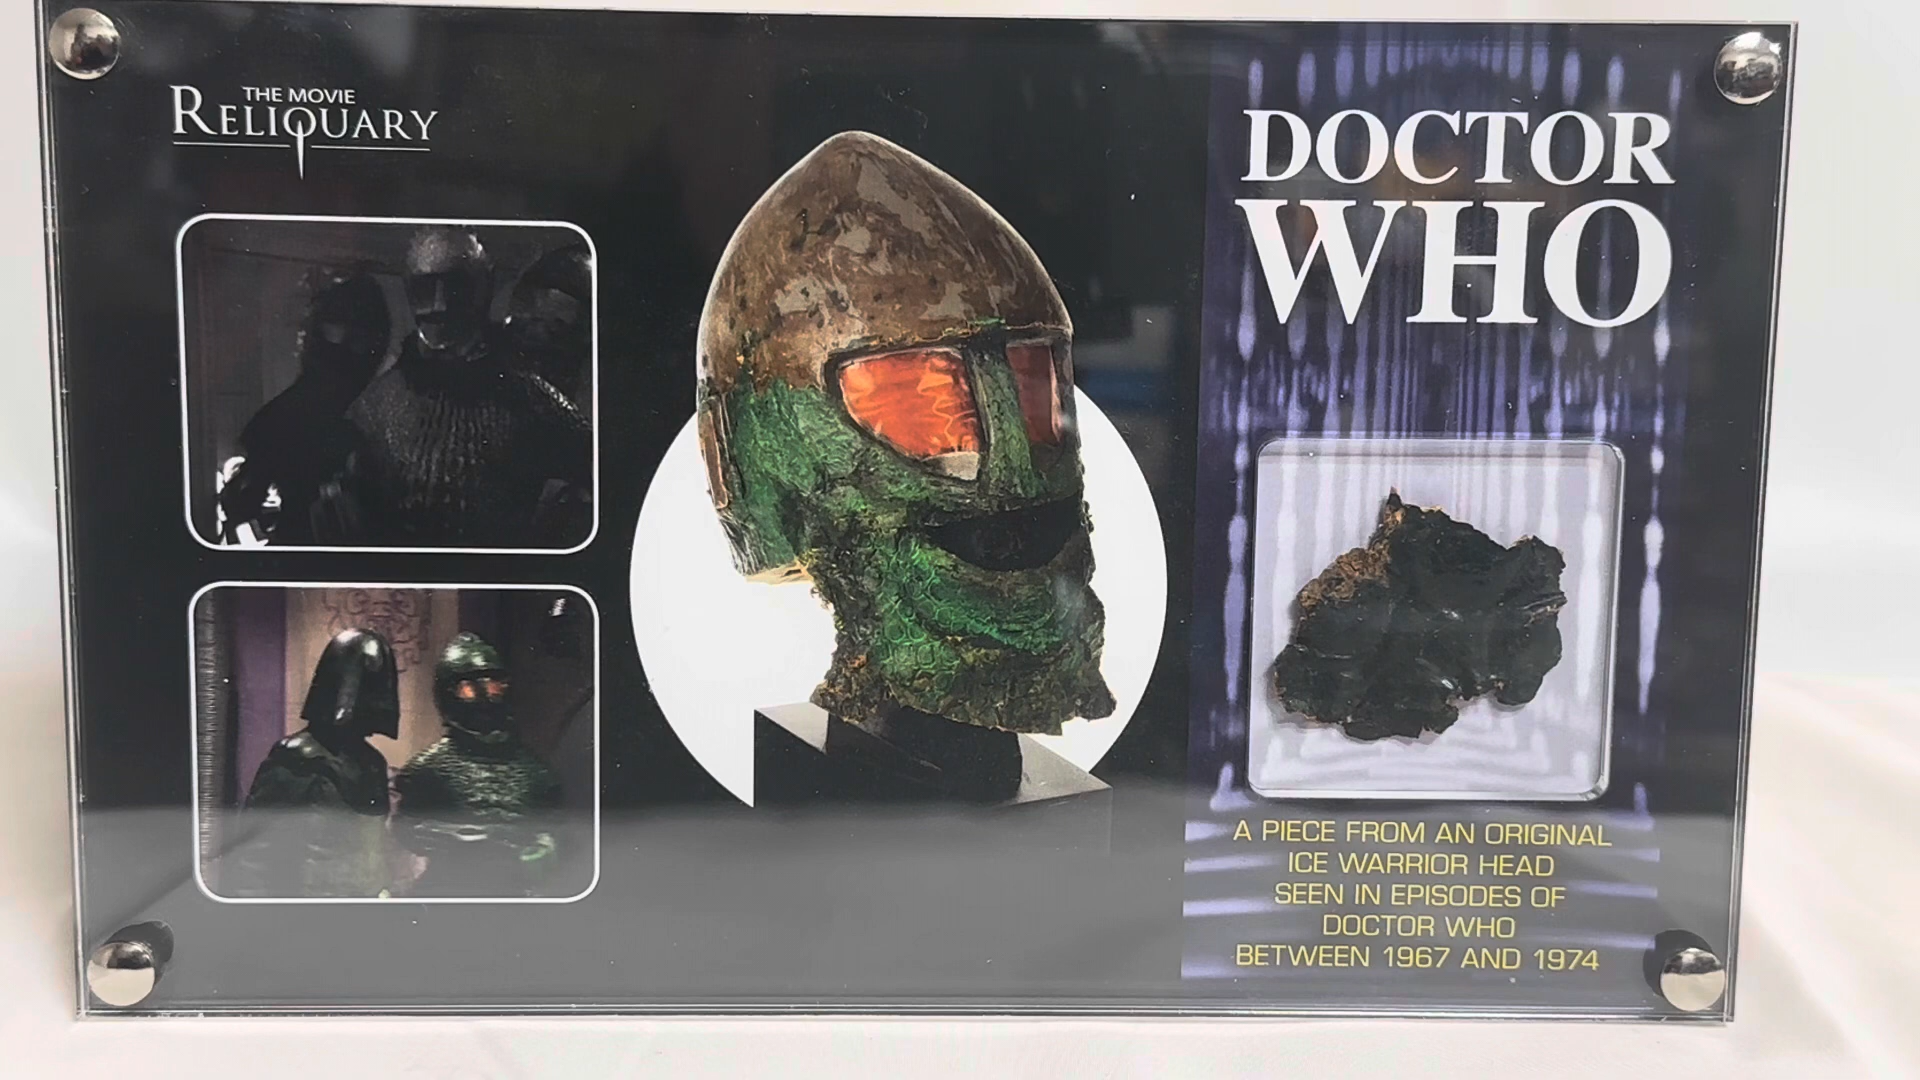 THE MOVIE
RELIQUARY
DOCTOR
WHO
A PIECE FROM AN ORIGINAL
ICE WARRIOR HEAD
SEEN IN EPISODES OF
DOCTOR WHO
BETWEEN 1967 AND 1974